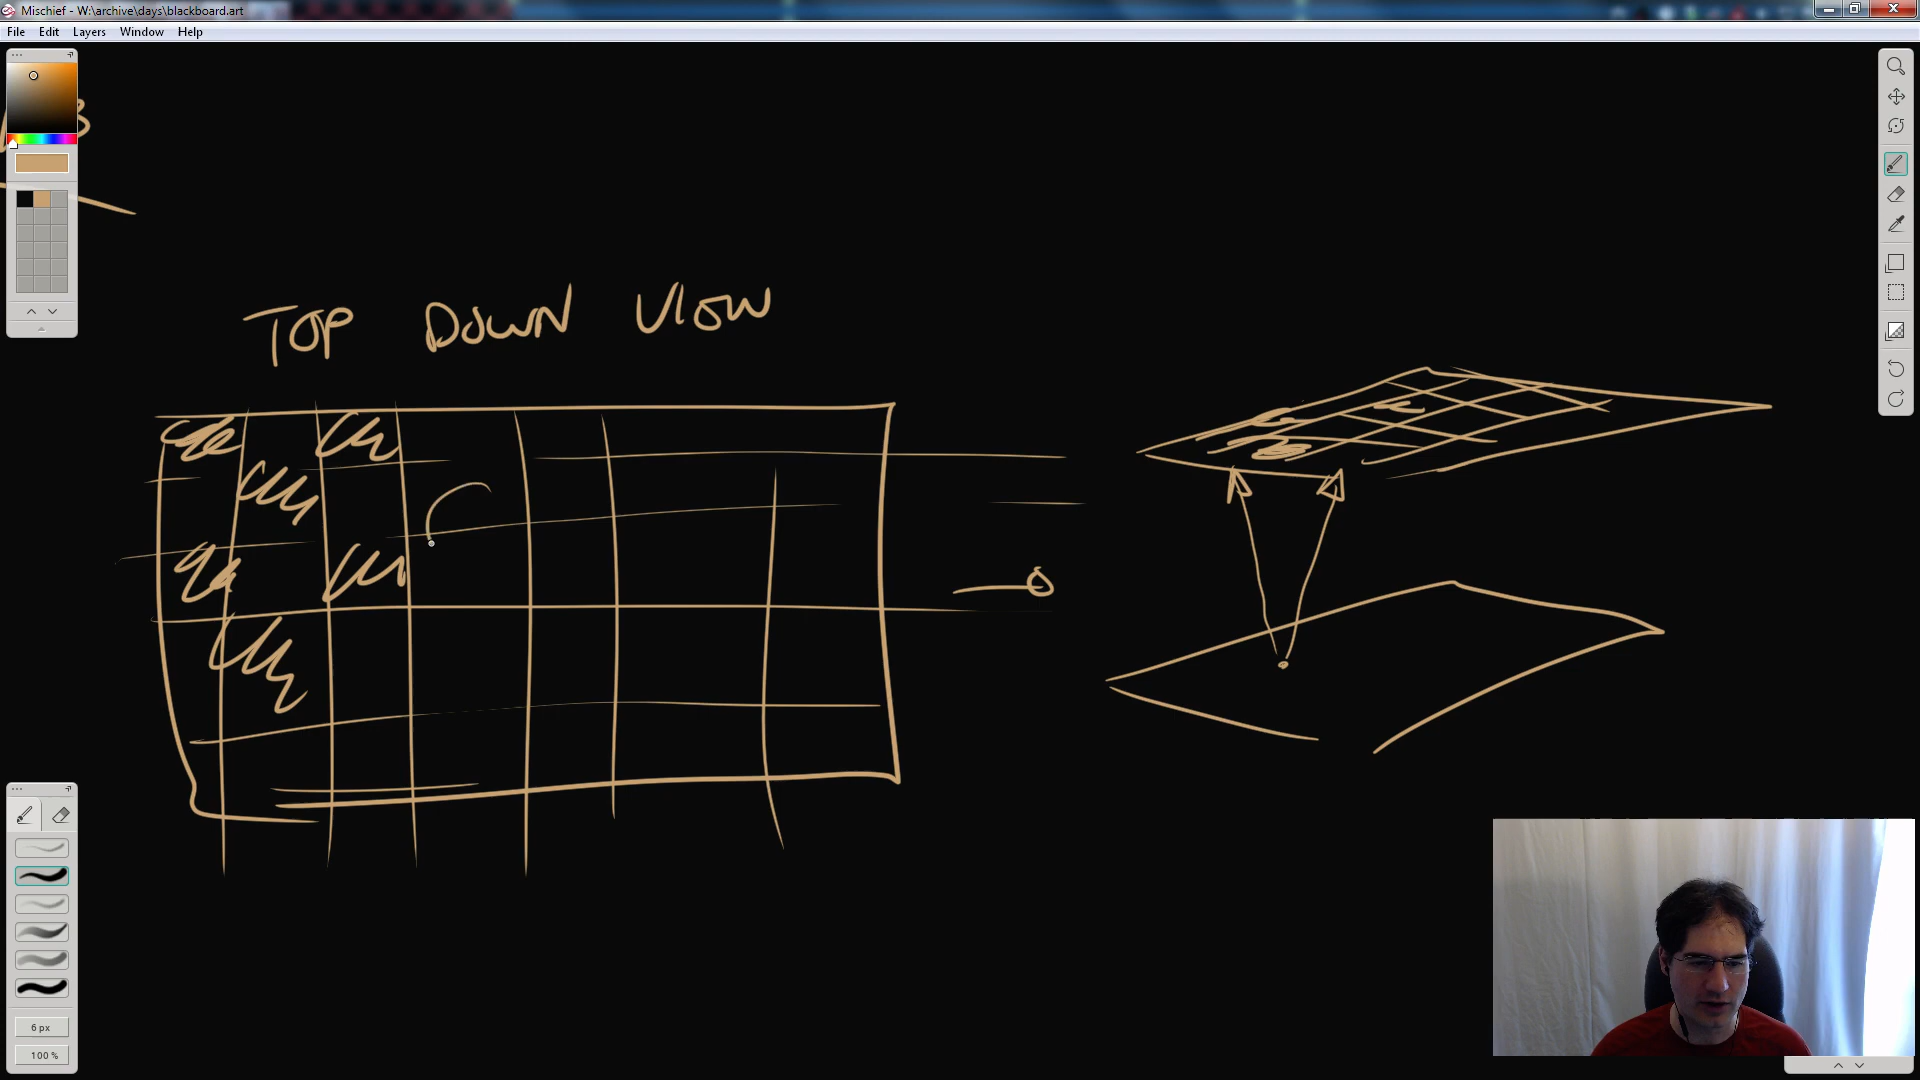 Mischief - W:\archive\days\blackboard.art
File Edit Layers Window Help
TOP DOWN VIEW
6 px
100 %